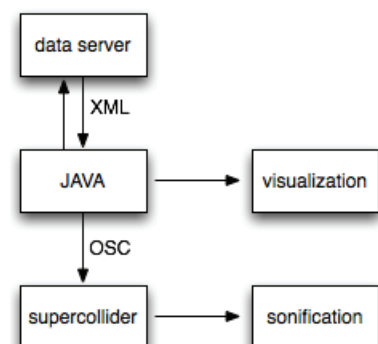 data server
XML
JAVA
visualization
OSC
supercollider
sonification